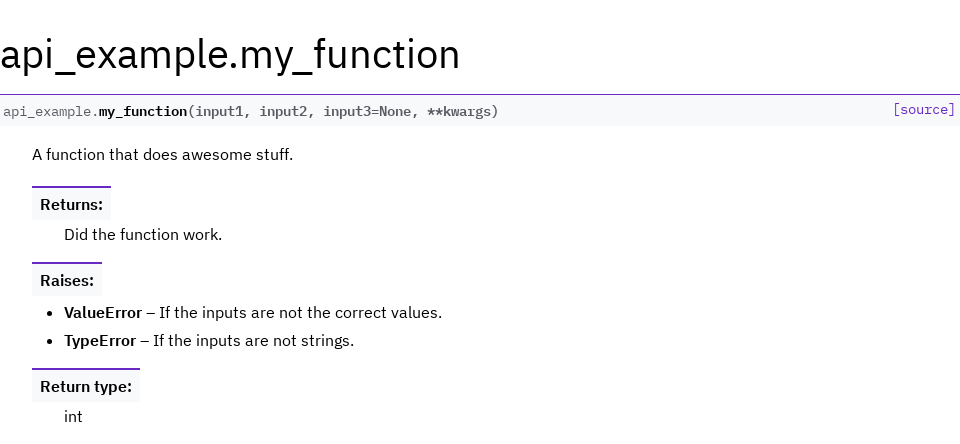 api_example.my_function
api_example.my_function(input1, input2, input3=None, **kwargs) [source]
A function that does awesome stuff.
Returns:
Did the function work.
Raises:
• ValueError – If the inputs are not the correct values.
• TypeError – If the inputs are not strings.
Return type:
int